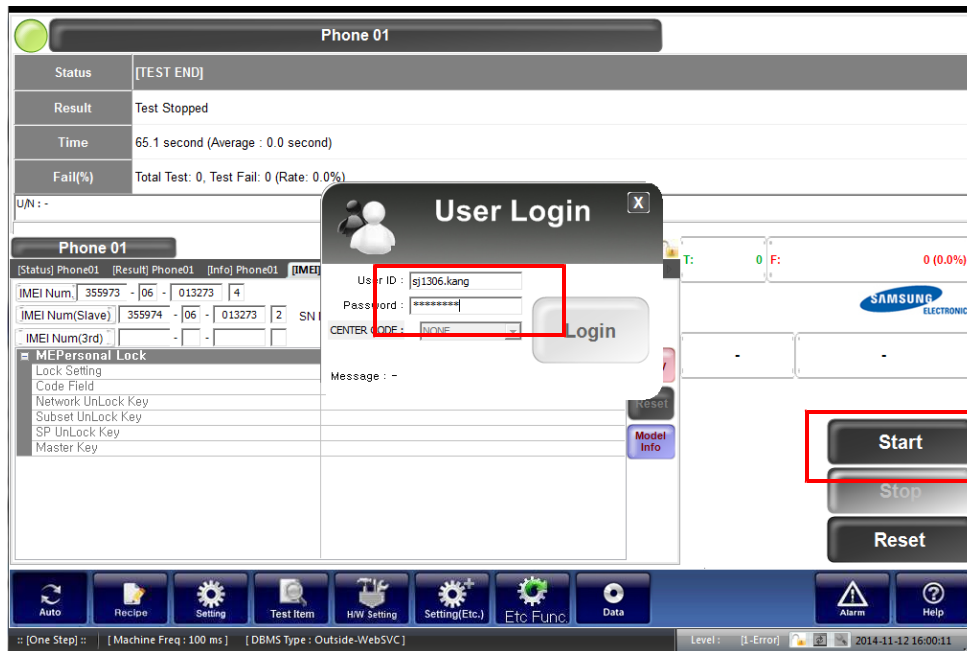 Phone 01
Status [TEST END]
Result Test Stopped
Time 65.1 second (Average : 0.0 second)
Fail(%) Total Test: 0, Test Fail: 0 (Rate: 0.0%)
U/N : -
User Login X
User ID : sj1306.kang
Password : ********
CENTER CODE : NONE
Login
Message : -
Phone 01
[Status] Phone01 [Result] Phone01 [Info] Phone01 [IMEI]
IMEI Num. 355973 - 06 - 013273 4
IMEI Num(Slave) 355974 - 06 - 013273 2 SN
IMEI Num(3rd) - -
MEPersonal Lock
Lock Setting
Code Field
Network UnLock Key
Subset UnLock Key
SP UnLock Key
Master Key
Reset
Model
Info
T: 0 F: 0 (0.0%)
SAMSUNG
ELECTRONIC
- -
Start
Stop
Reset
Auto Recipe Setting Test Item H/W Setting Setting(Etc.) Etc Func. Data Alarm Help
:: [One Step] :: [ Machine Freq : 100 ms ] [ DBMS Type : Outside-WebSVC ] Level : [1-Error] 2014-11-12 16:00:11